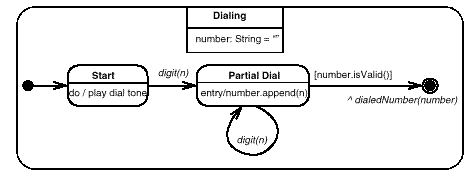 Dialing
number: String = “”
Start
do / play dial tone
digit(n)
Partial Dial
entry/number.append(n)
[number.isValid()]
^ dialedNumber(number)
digit(n)